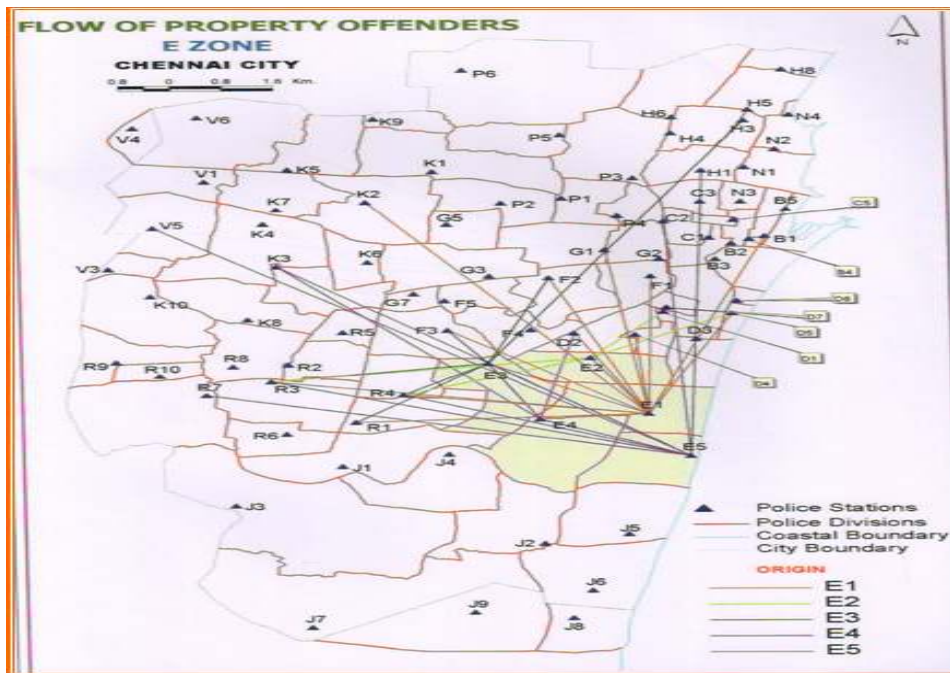 FLOW OF PROPERTY OFFENDERS
E ZONE
CHENNAI CITY
0.8 0 0.8 1.6 Km.
N
P6
H8
V6
K9
H6
H5
N4
V4
P5
H4
H3
N2
K5
K1
P3
H1
N1
V1
K2
C3
N3
K7
P2
P1
B5
C5
K4
G5
P4
C2
V5
C1
B1
B2
G1
G2
B3
K3
K6
V3
G3
F2
F1
B4
K10
G7
F5
D6
D7
K8
R5
F3
F4
D2
D3
D5
R9
R8
R2
E3
E2
D1
R10
R3
D4
R7
R4
E1
R1
E4
R6
E5
J1
J4
J3
J5
J2
J6
J7
J9
J8
Police Stations
Police Divisions
Coastal Boundary
City Boundary
ORIGIN
E1
E2
E3
E4
E5